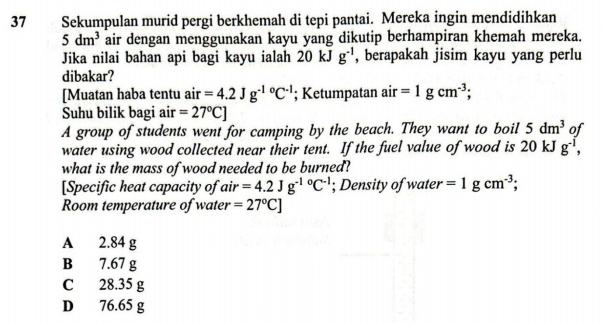 37 Sekumpulan murid pergi berkhemah di tepi pantai. Mereka ingin mendidihkan
5 dm³ air dengan menggunakan kayu yang dikutip berhampiran khemah mereka.
Jika nilai bahan api bagi kayu ialah 20 kJ g⁻¹, berapakah jisim kayu yang perlu
dibakar?
[Muatan haba tentu air = 4.2 J g⁻¹ ⁰C⁻¹; Ketumpatan air = 1 g cm⁻³;
Suhu bilik bagi air = 27⁰C]
A group of students went for camping by the beach. They want to boil 5 dm³ of
water using wood collected near their tent. If the fuel value of wood is 20 kJ g⁻¹,
what is the mass of wood needed to be burned?
[Specific heat capacity of air = 4.2 J g⁻¹ ⁰C⁻¹; Density of water = 1 g cm⁻³;
Room temperature of water = 27⁰C]
A 2.84 g
B 7.67 g
C 28.35 g
D 76.65 g